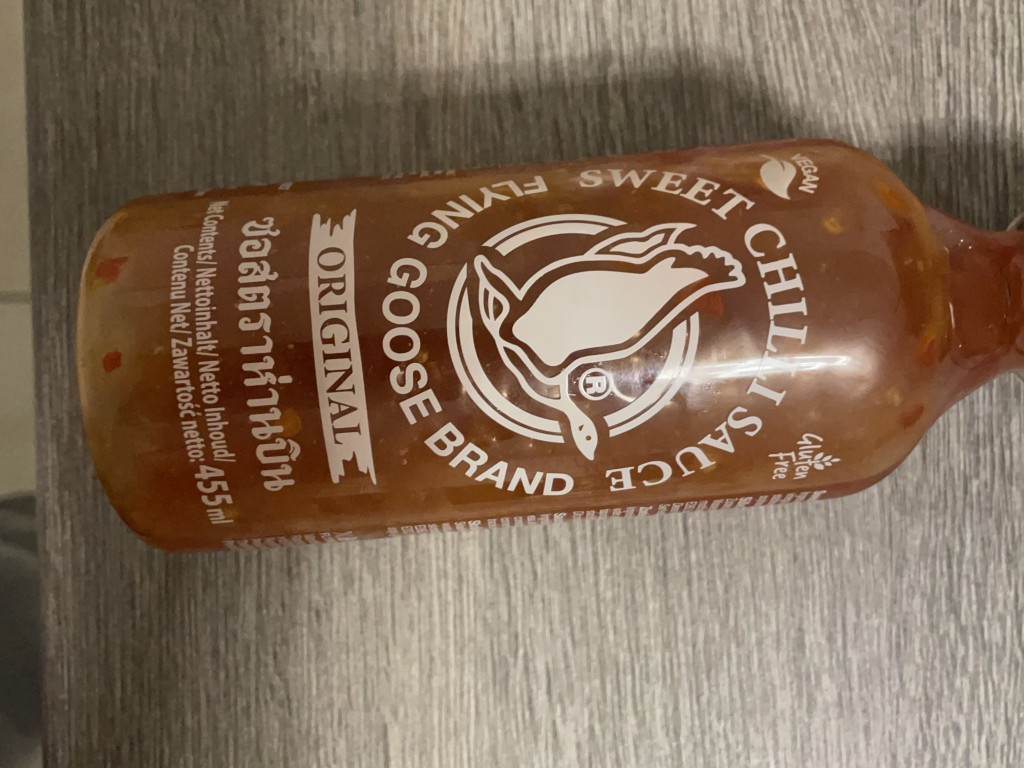 VEGAN
Gluten
Free
SWEET CHILLI SAUCE
®
FLYING GOOSE BRAND
ORIGINAL
ซอสตราห่านบิน
Net Contents/ Nettoinhalt/ Netto Inhoud/
Contenu Net/ Zawartość netto: 455 ml